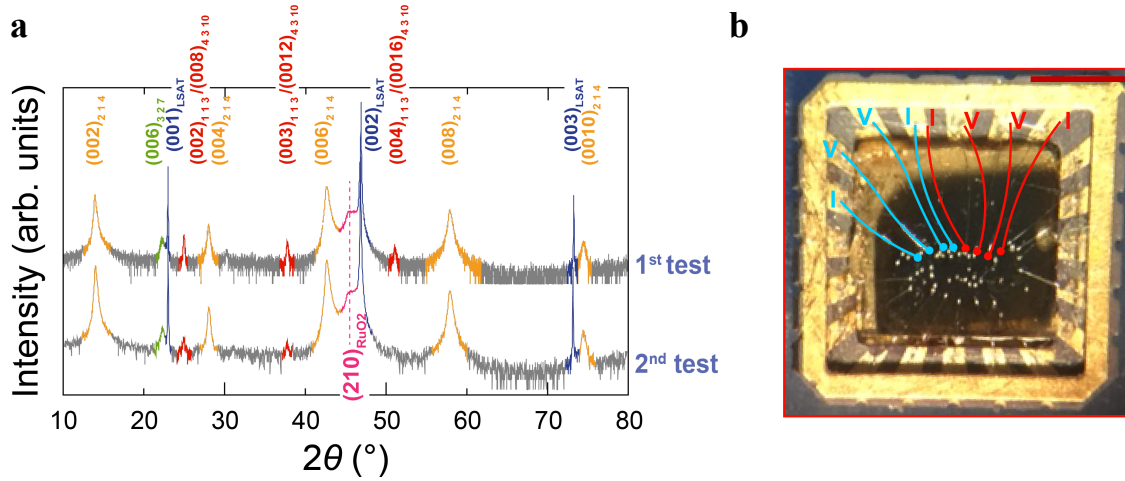 a
b
Intensity (arb. units)
(002)₂₁₄
(006)₃₂₇
(001)LSAT
(002)₁₁₃/(008)₄₃₁₀
(004)₂₁₄
(003)₁₁₃/(0012)₄₃₁₀
(006)₂₁₄
(002)LSAT
(004)₁₁₃/(0016)₄₃₁₀
(008)₂₁₄
(003)LSAT
(0010)₂₁₄
1st test
2nd test
(210)RuO2
10 20 30 40 50 60 70 80
2θ (°)
V I I V V I
V
I